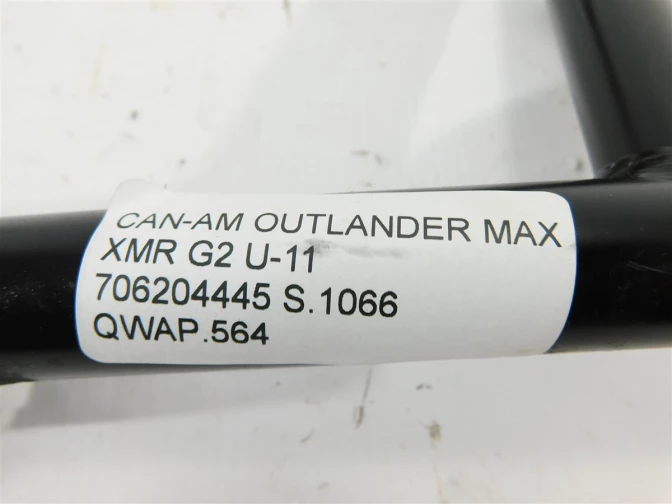 CAN-AM OUTLANDER MAX
XMR G2 U-11
706204445 S.1066
QWAP.564